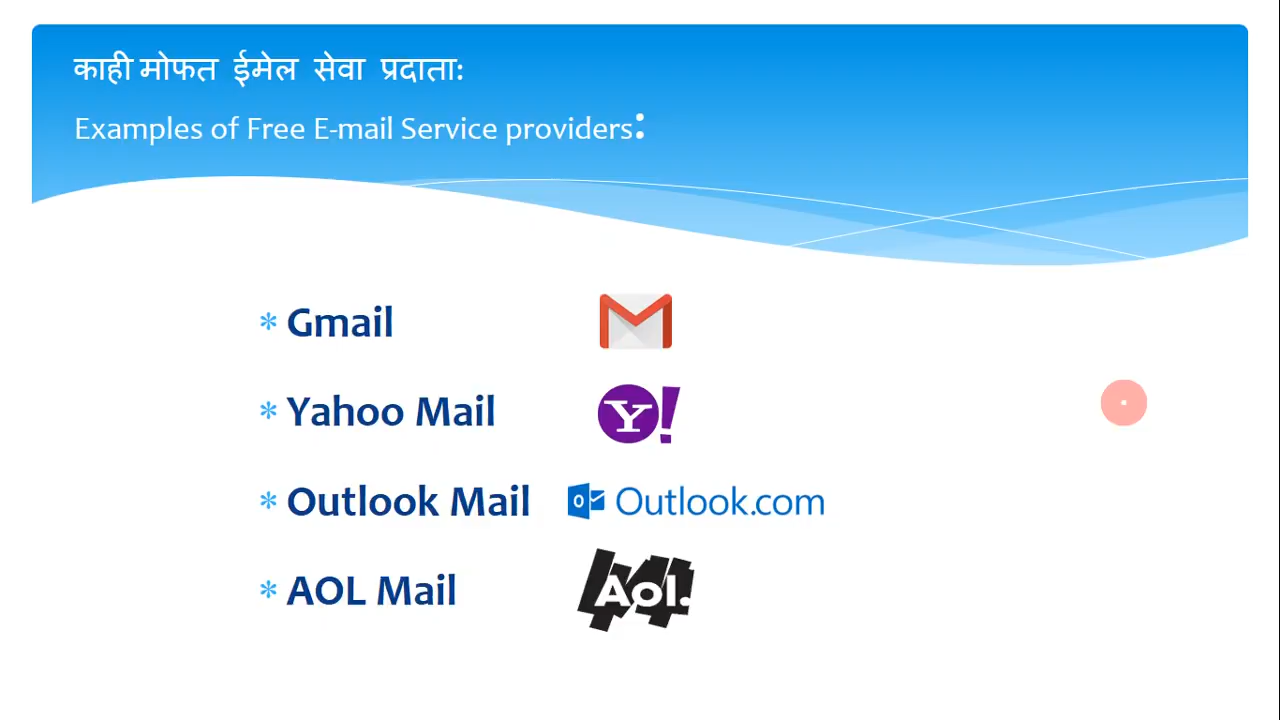 काही मोफत ईमेल सेवा प्रदाता:
Examples of Free E-mail Service providers:
* Gmail
* Yahoo Mail
Y!
* Outlook Mail
Outlook.com
* AOL Mail
Aol.